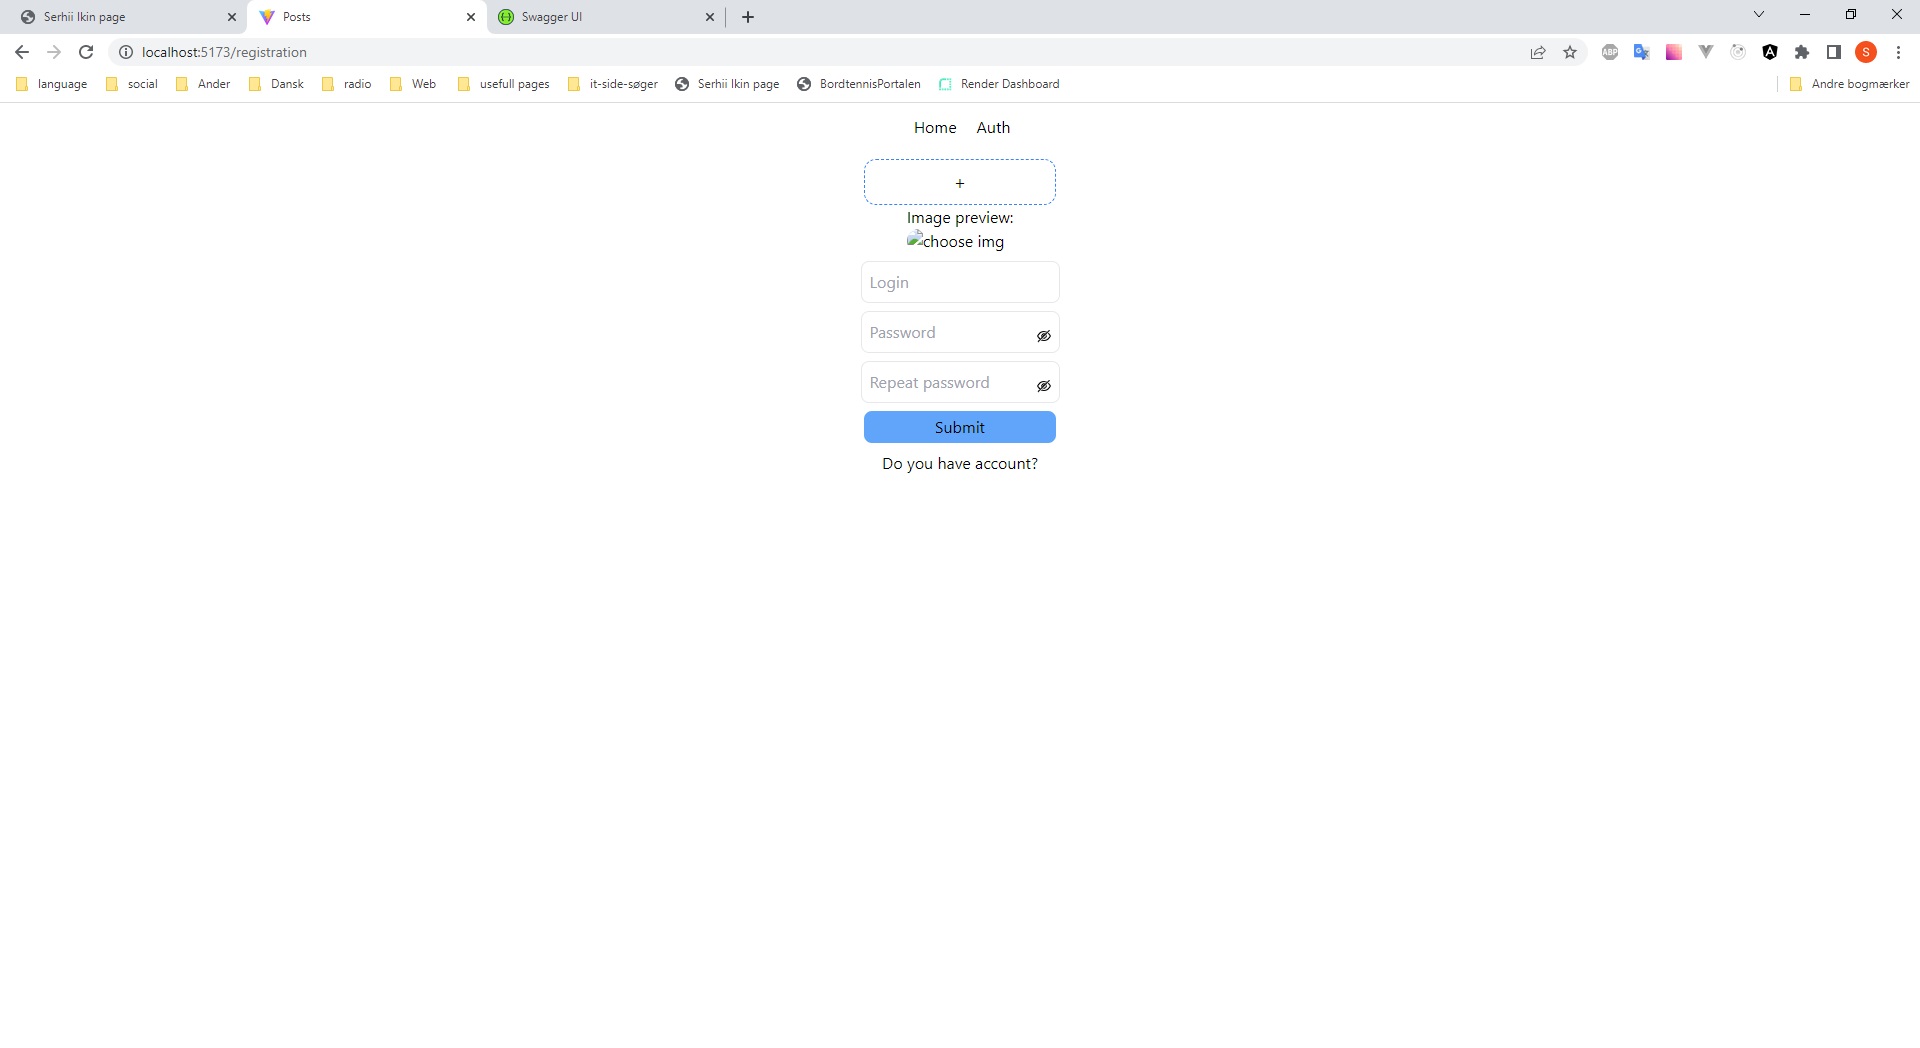 Serhii Ikin page
Posts
Swagger UI
localhost:5173/registration
ABP
S
language
social
Ander
Dansk
radio
Web
usefull pages
it-side-søger
Serhii Ikin page
BordtennisPortalen
Render Dashboard
Andre bogmærker
Home Auth
+
Image preview:
choose img
Login
Password
Repeat password
Submit
Do you have account?